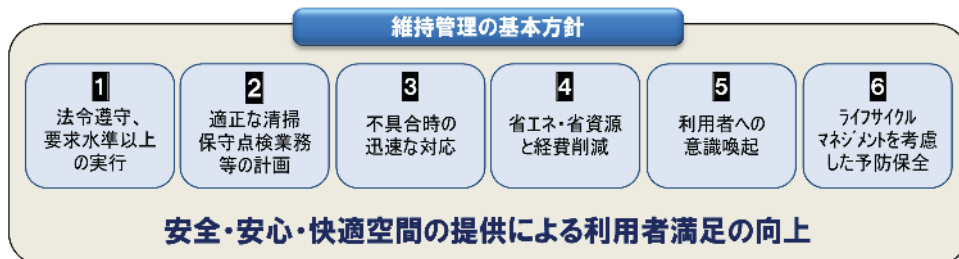 維持管理の基本方針
1
法令遵守、
要求水準以上
の実行
2
適正な清掃
保守点検業務
等の計画
3
不具合時の
迅速な対応
4
省エネ・省資源
と経費削減
5
利用者への
意識喚起
6
ライフサイクル
マネジメントを考慮
した予防保全
安全・安心・快適空間の提供による利用者満足の向上